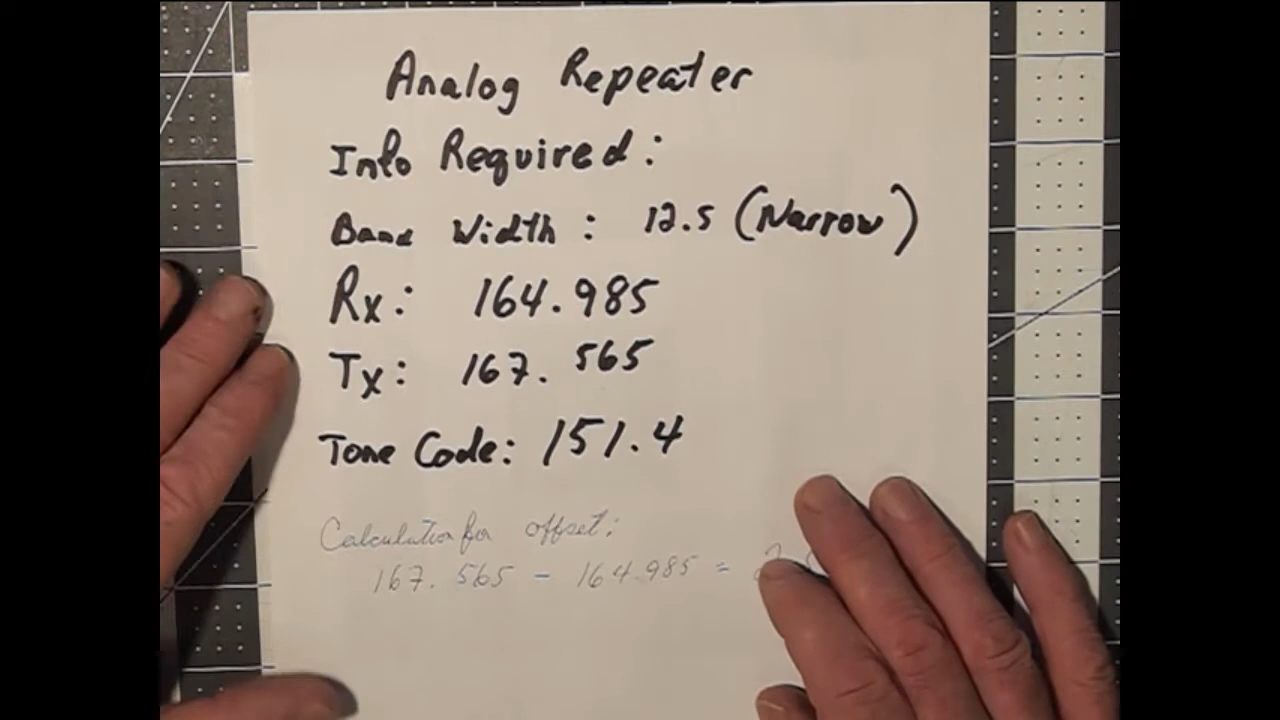 Analog Repeater
Info Required:
Band Width: 12.5 (Narrow)
Rx: 164.985
Tx: 167.565
Tone Code: 151.4
Calculation for offset:
167.565 - 164.985 =